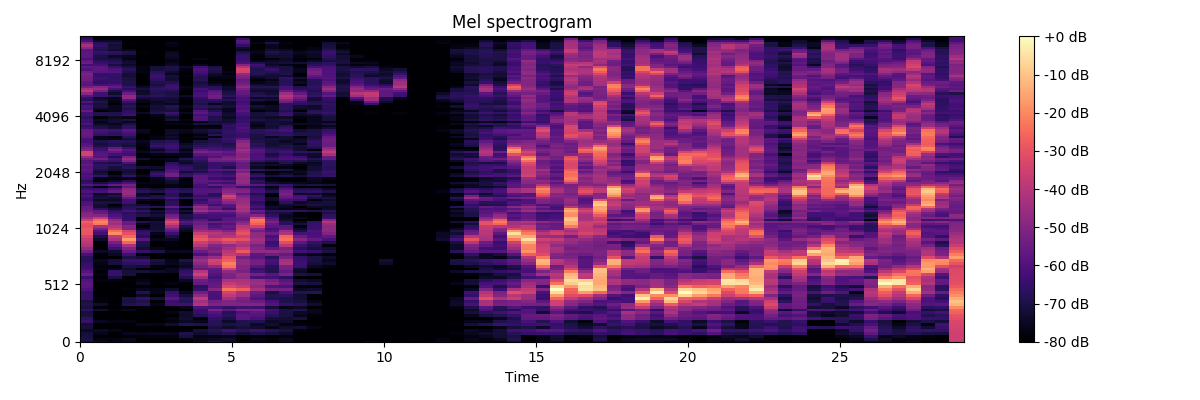 Mel spectrogram
8192
4096
2048
1024
512
0
Hz
0 5 10 15 20 25
Time
+0 dB
-10 dB
-20 dB
-30 dB
-40 dB
-50 dB
-60 dB
-70 dB
-80 dB